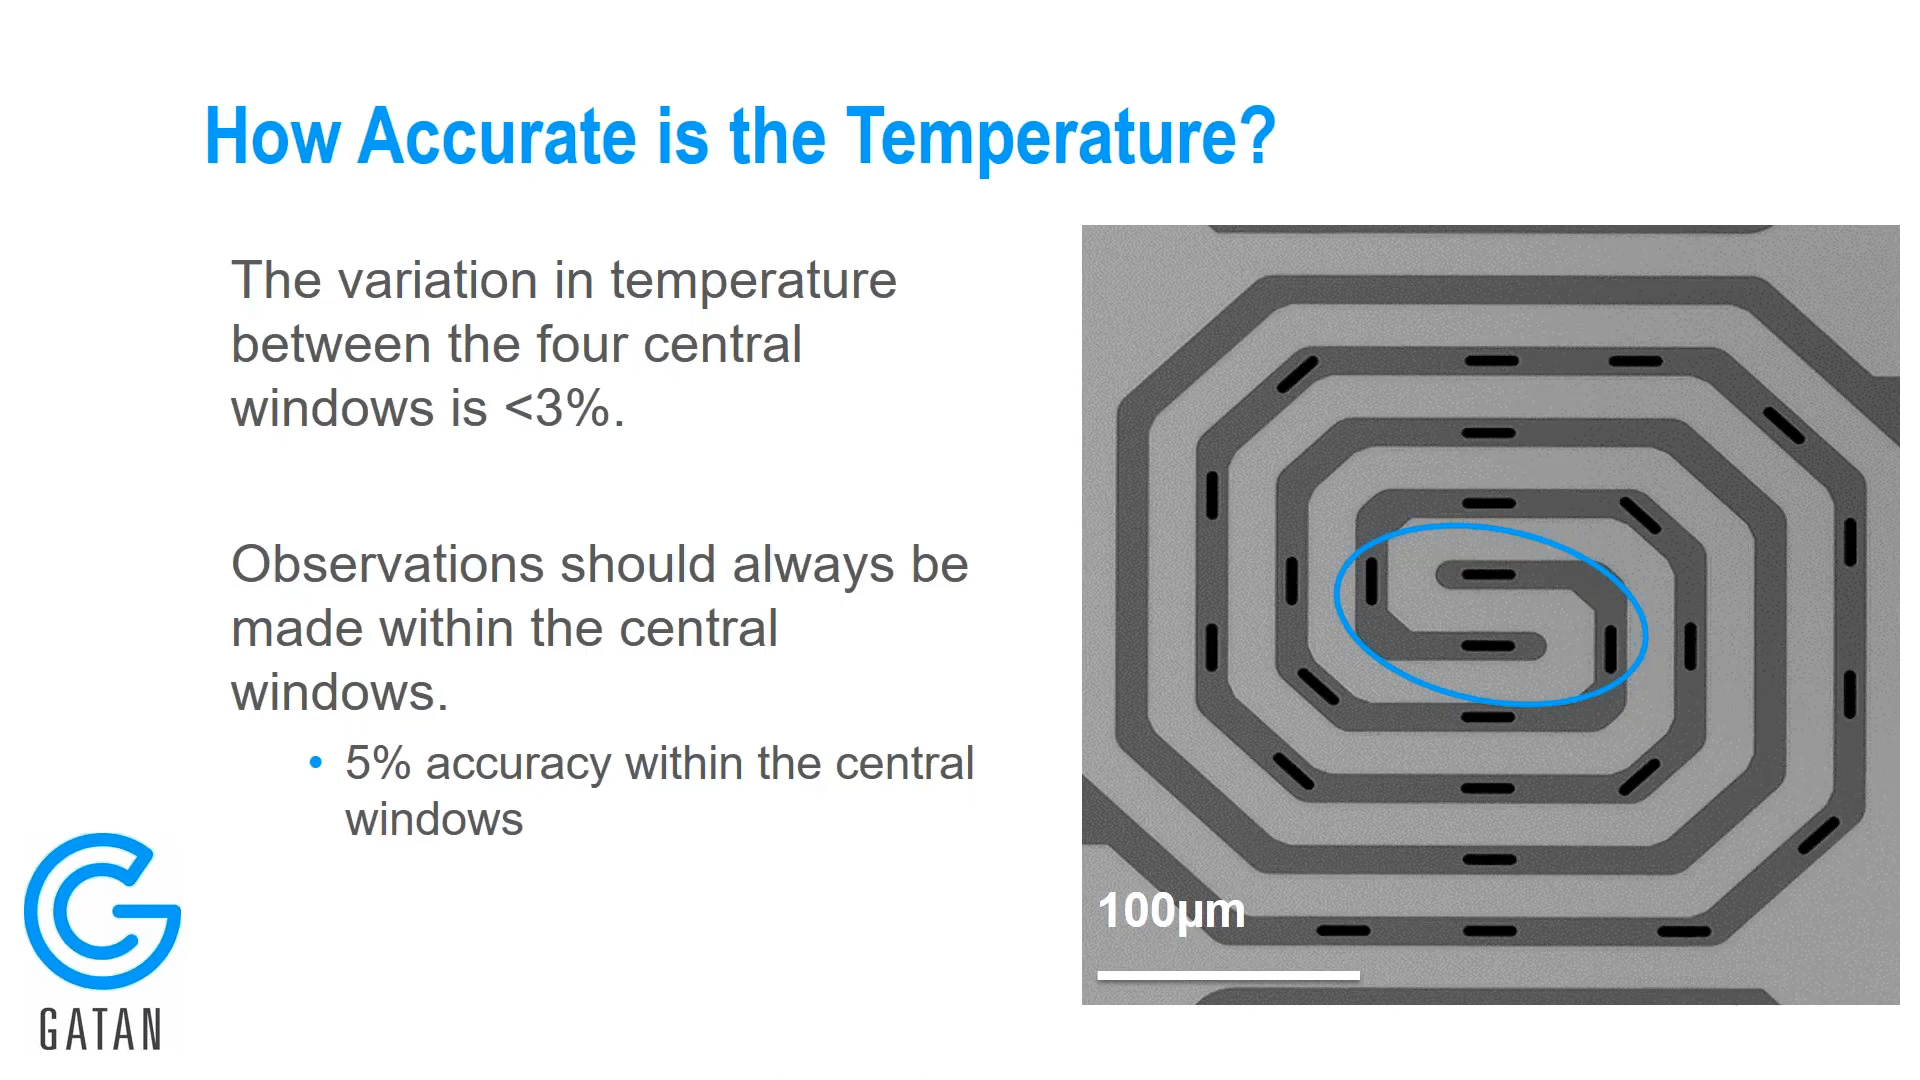 How Accurate is the Temperature?
The variation in temperature
between the four central
windows is <3%.
Observations should always be
made within the central
windows.
• 5% accuracy within the central
windows
100µm
GATAN